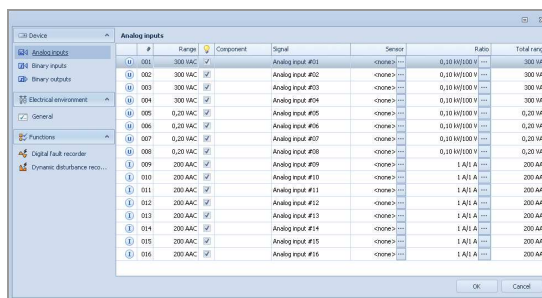 Device
Analog inputs
Binary inputs
Binary outputs
Electrical environment
General
Functions
Digital fault recorder
Dynamic disturbance reco...
Analog inputs
# Range Component Signal Sensor Ratio Total rang
U 001 300 VAC Analog input #01 <none> ... 0,10 kV/100 V ... 300 VA
U 002 300 VAC Analog input #02 <none> ... 0,10 kV/100 V ... 300 VA
U 003 300 VAC Analog input #03 <none> ... 0,10 kV/100 V ... 300 VA
U 004 300 VAC Analog input #04 <none> ... 0,10 kV/100 V ... 300 VA
U 005 0,20 VAC Analog input #05 <none> ... 0,10 kV/100 V ... 0,20 VA
U 006 0,20 VAC Analog input #06 <none> ... 0,10 kV/100 V ... 0,20 VA
U 007 0,20 VAC Analog input #07 <none> ... 0,10 kV/100 V ... 0,20 VA
U 008 0,20 VAC Analog input #08 <none> ... 0,10 kV/100 V ... 0,20 VA
I 009 200 AAC Analog input #09 <none> ... 1 A/1 A ... 200 AA
I 010 200 AAC Analog input #10 <none> ... 1 A/1 A ... 200 AA
I 011 200 AAC Analog input #11 <none> ... 1 A/1 A ... 200 AA
I 012 200 AAC Analog input #12 <none> ... 1 A/1 A ... 200 AA
I 013 200 AAC Analog input #13 <none> ... 1 A/1 A ... 200 AA
I 014 200 AAC Analog input #14 <none> ... 1 A/1 A ... 200 AA
I 015 200 AAC Analog input #15 <none> ... 1 A/1 A ... 200 AA
I 016 200 AAC Analog input #16 <none> ... 1 A/1 A ... 200 AA
OK Cancel